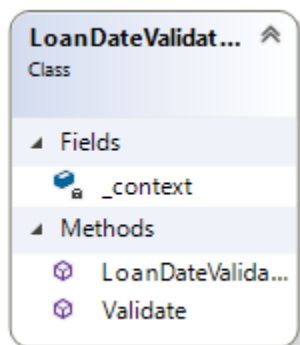 LoanDateValidat...
Class
Fields
_context
Methods
LoanDateValida...
Validate